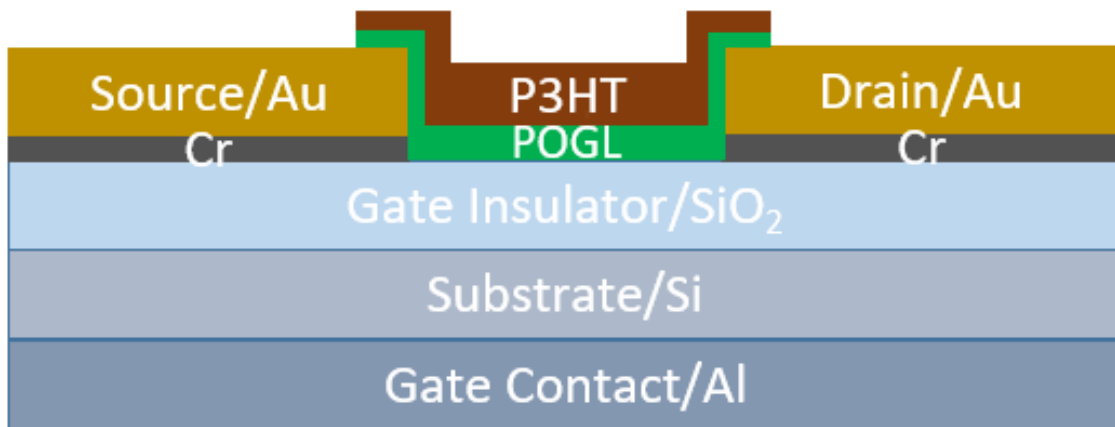 Source/Au
P3HT
Drain/Au
Cr
POGL
Cr
Gate Insulator/SiO₂
Substrate/Si
Gate Contact/Al